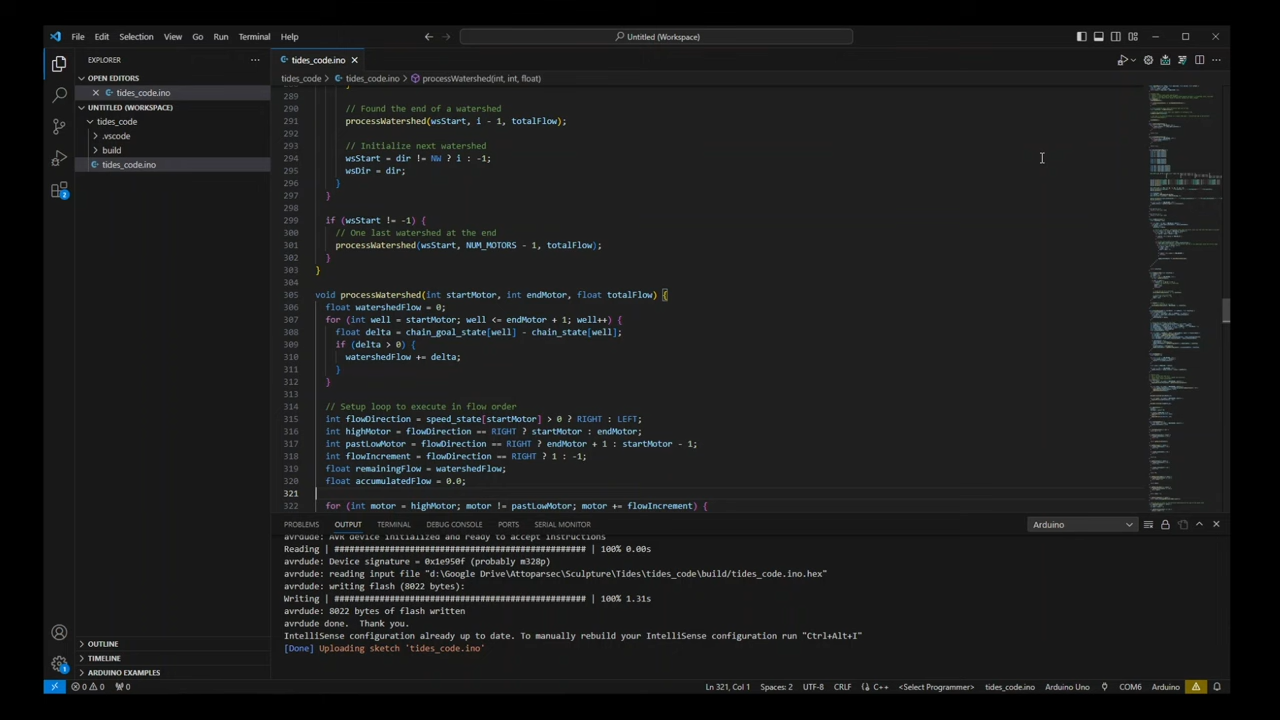 File Edit Selection View Go Run Terminal Help
Untitled (Workspace)
EXPLORER
OPEN EDITORS
tides_code.ino
UNTITLED (WORKSPACE)
tides_code
.vscode
build
tides_code.ino
OUTLINE
TIMELINE
ARDUINO EXAMPLES
2
1
tides_code.ino
tides_code > tides_code.ino > processWatershed(int, int, float)
289
290 // Found the end of a watershed
291 processWatershed(wsStart, i - 1, totalFlow);
292
293 // Initialize next watershed
294 wsStart = dir != NW ? i : -1;
295 wsDir = dir;
296 }
297 }
298
299 if (wsStart != -1) {
300 // One last watershed at the end
301 processWatershed(wsStart, NUM_MOTORS - 1, totalFlow);
302 }
303 }
304
305 void processWatershed(int startMotor, int endMotor, float totalFlow) {
306 float watershedFlow = 0;
307 for (int well = startMotor; well <= endMotor + 1; well++) {
308 float delta = chain_goal_state[well] - chain_state[well];
309 if (delta > 0) {
310 watershedFlow += delta;
311 }
312 }
313
314 // Setup loop to execute in flow order
315 int flowDirection = speed_state[startMotor] > 0 ? RIGHT : LEFT;
316 int highMotor = flowDirection == RIGHT ? startMotor : endMotor;
317 int pastLowMotor = flowDirection == RIGHT ? endMotor + 1 : startMotor - 1;
318 int flowIncrement = flowDirection == RIGHT ? 1 : -1;
319 float remainingFlow = watershedFlow;
320 float accumulatedFlow = 0.0;
321
322 for (int motor = highMotor; motor != pastLowMotor; motor += flowIncrement) {
PROBLEMS OUTPUT TERMINAL DEBUG CONSOLE PORTS SERIAL MONITOR
Arduino
avrdude: AVR device initialized and ready to accept instructions
Reading | ################################################## | 100% 0.00s
avrdude: Device signature = 0x1e950f (probably m328p)
avrdude: reading input file "d:\Google Drive\Attoparsec\Sculpture\Tides\tides_code\build/tides_code.ino.hex"
avrdude: writing flash (8022 bytes):
Writing | ################################################## | 100% 1.31s
avrdude: 8022 bytes of flash written
avrdude done.  Thank you.
IntelliSense configuration already up to date. To manually rebuild your IntelliSense configuration run "Ctrl+Alt+I"
[Done] Uploading sketch 'tides_code.ino'
0 0 0 Ln 321, Col 1 Spaces: 2 UTF-8 CRLF C++ <Select Programmer> tides_code.ino Arduino Uno COM6 Arduino